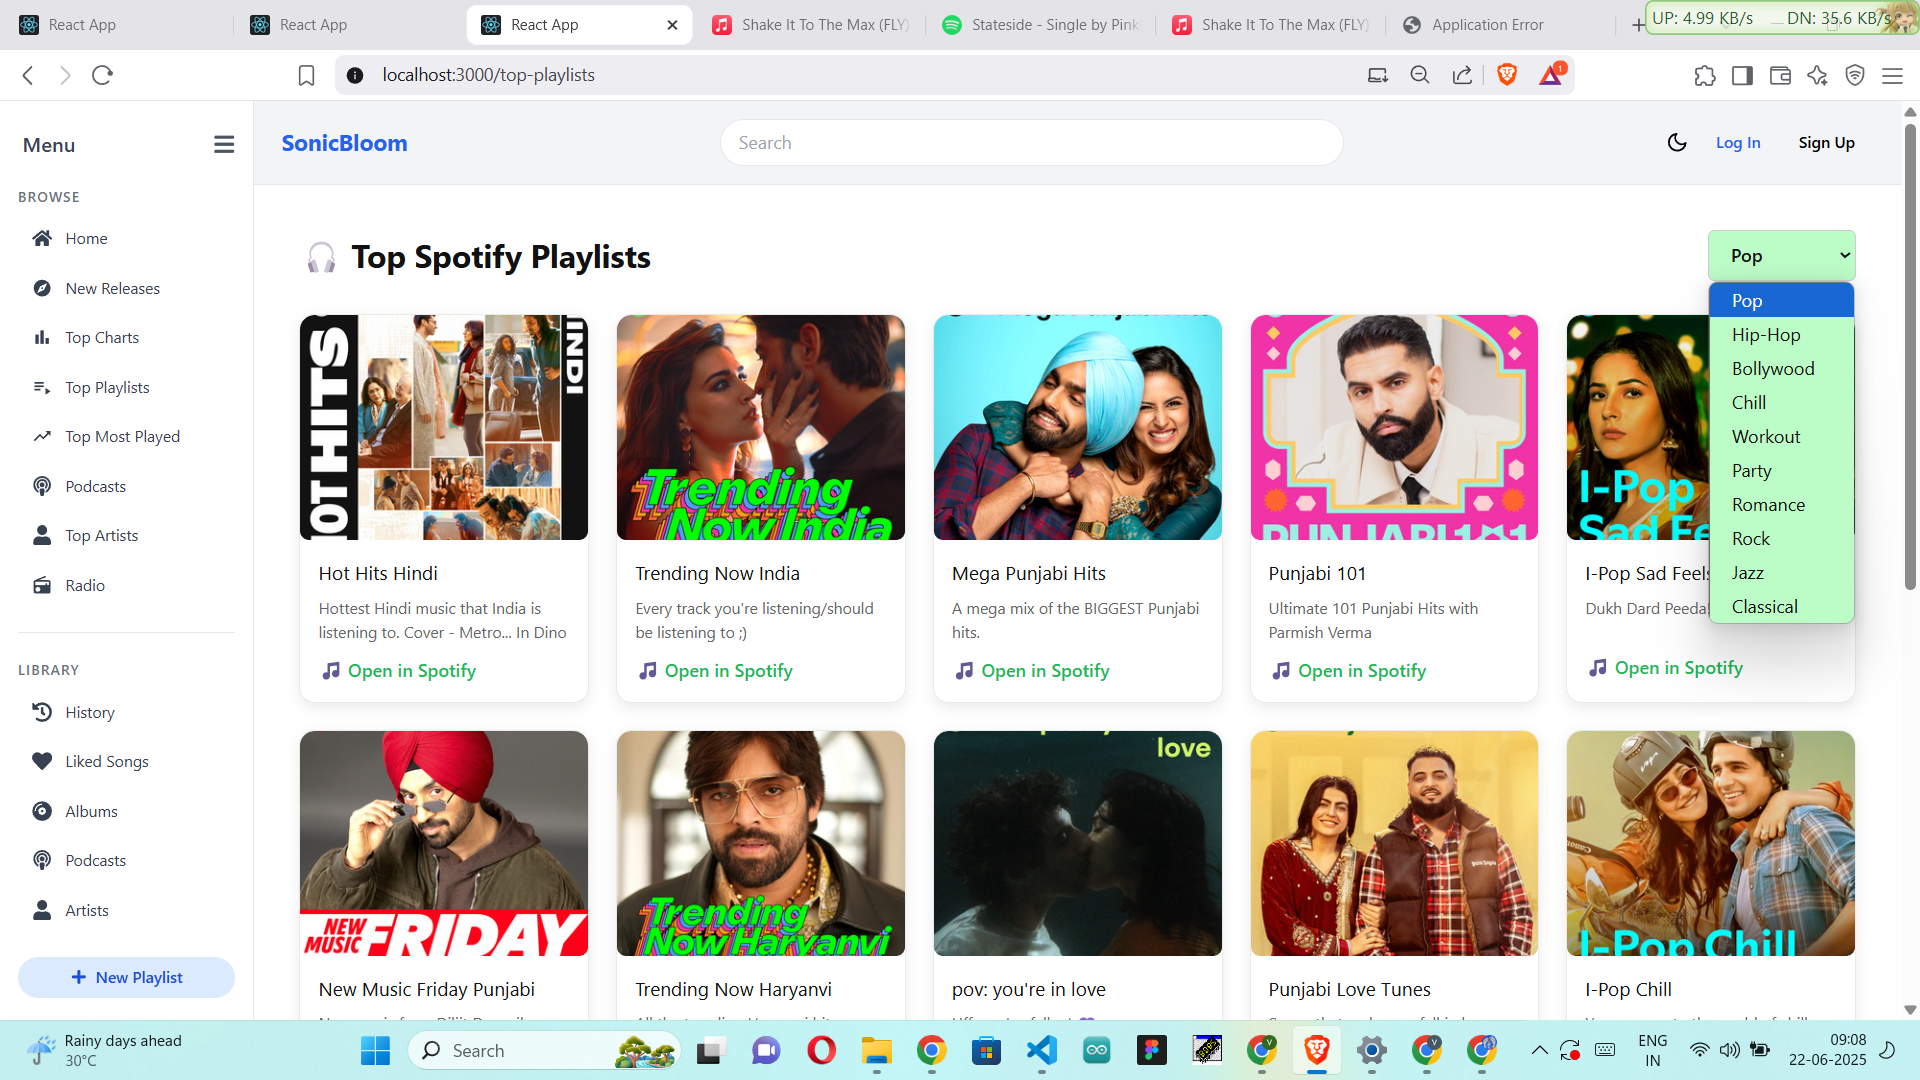 React App
React App
React App
Shake It To The Max (FLY)
Stateside - Single by Pink
Shake It To The Max (FLY)
Application Error
UP: 4.99 KB/s DN: 35.6 KB/s
localhost:3000/top-playlists
1
Menu
SonicBloom
Search
Log In
Sign Up
BROWSE
Home
New Releases
Top Charts
Top Playlists
Top Most Played
Podcasts
Top Artists
Radio
LIBRARY
History
Liked Songs
Albums
Podcasts
Artists
New Playlist
Top Spotify Playlists
Pop
Pop
Hip-Hop
Bollywood
Chill
Workout
Party
Romance
Rock
Jazz
Classical
HOT HITS
HINDI
Trending
Now India
PUNJABI 101
I-Pop
Hot Hits Hindi
Hottest Hindi music that India is
listening to. Cover - Metro... In Dino
Open in Spotify
Trending Now India
Every track you're listening/should
be listening to ;)
Open in Spotify
Mega Punjabi Hits
A mega mix of the BIGGEST Punjabi
hits.
Open in Spotify
Punjabi 101
Ultimate 101 Punjabi Hits with
Parmish Verma
Open in Spotify
I-Pop Sad Feels
Dukh Dard Peeda
Open in Spotify
NEW
MUSIC FRIDAY
Trending
Now Haryanvi
love
I-Pop Chill
New Music Friday Punjabi
Trending Now Haryanvi
pov: you're in love
Punjabi Love Tunes
I-Pop Chill
Rainy days ahead
30°C
Search
ENG
IN
09:08
22-06-2025